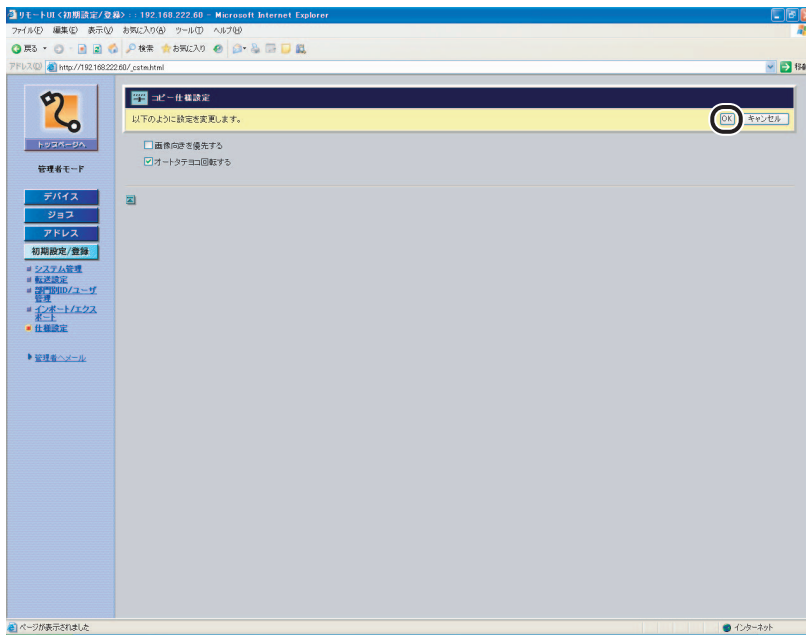 リモートUI <初期設定/登録> : : 192.168.222.60 - Microsoft Internet Explorer
ファイル(F) 編集(E) 表示(V) お気に入り(A) ツール(T) ヘルプ(H)
戻る 検索 お気に入り
アドレス(D) http://192.168.222.60/_cstm.html 移動
コピー仕様設定
以下のように設定を変更します。 OK キャンセル
トップページへ
画像向きを優先する
オートタテヨコ回転する
管理者モード
デバイス
ジョブ
アドレス
初期設定/登録
システム管理
転送設定
部門別ID/ユーザ
管理
インポート/エクス
ポート
仕様設定
管理者へメール
ページが表示されました インターネット